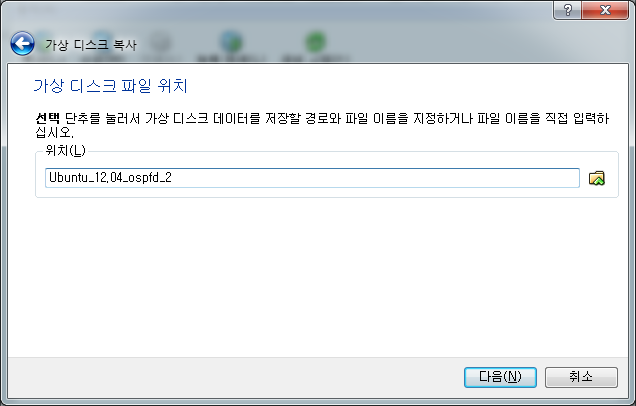 가상 디스크 복사
가상 디스크 파일 위치
선택 단추를 눌러서 가상 디스크 데이터를 저장할 경로와 파일 이름을 지정하거나 파일 이름을 직접 입력하
십시오.
위치(L)
Ubuntu_12.04_ospfd_2
다음(N)
취소